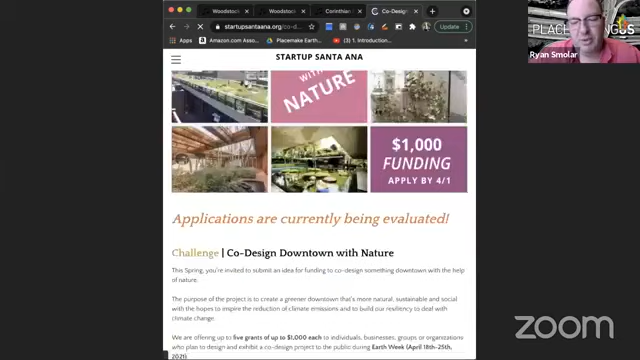 Woodstock
Woodstock
Corinthian
Co-Design
startupsantaana.org/co-d...
Update
Apps
Amazon.com Asso...
Placemake Earth...
(3) 1. Introduction...
PLACE
US
Ryan Smolar
STARTUP SANTA ANA
WITH
NATURE
$1,000
FUNDING
APPLY BY 4/1
Applications are currently being evaluated!
Challenge | Co-Design Downtown with Nature
This Spring, you're invited to submit an idea for funding to co-design something downtown with the help
of nature.
The purpose of the project is to create a greener downtown that's more natural, sustainable and social
with the hopes to inspire the reduction of climate emissions and to build our resiliency to deal with
climate change.
We are offering up to five grants of up to $1,000 each to individuals, businesses, groups or organizations
who plan to design and exhibit a co-design project to the public during Earth Week (April 18th-25th,
2021).
zoom